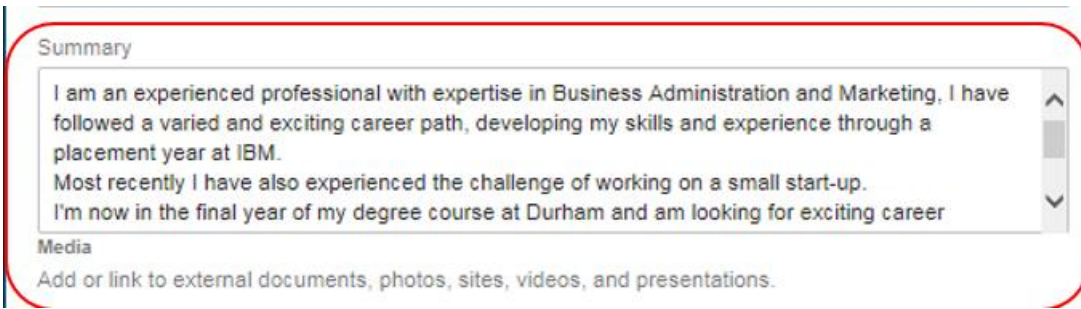 Summary
I am an experienced professional with expertise in Business Administration and Marketing, I have
followed a varied and exciting career path, developing my skills and experience through a
placement year at IBM.
Most recently I have also experienced the challenge of working on a small start-up.
I'm now in the final year of my degree course at Durham and am looking for exciting career
Media
Add or link to external documents, photos, sites, videos, and presentations.